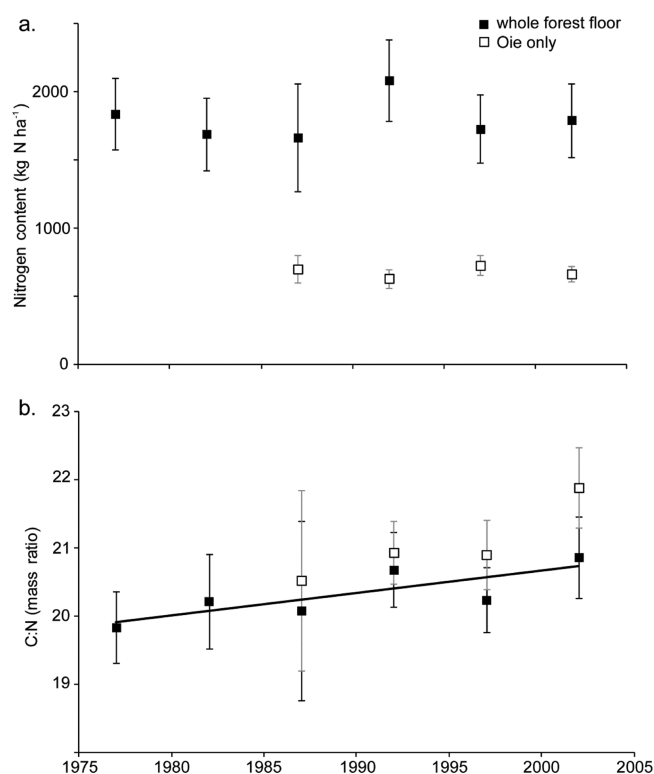 a.
whole forest floor
Oie only
Nitrogen content (kg N ha⁻¹)
2000
1000
0
b.
C:N (mass ratio)
23
22
21
20
19
1975 1980 1985 1990 1995 2000 2005